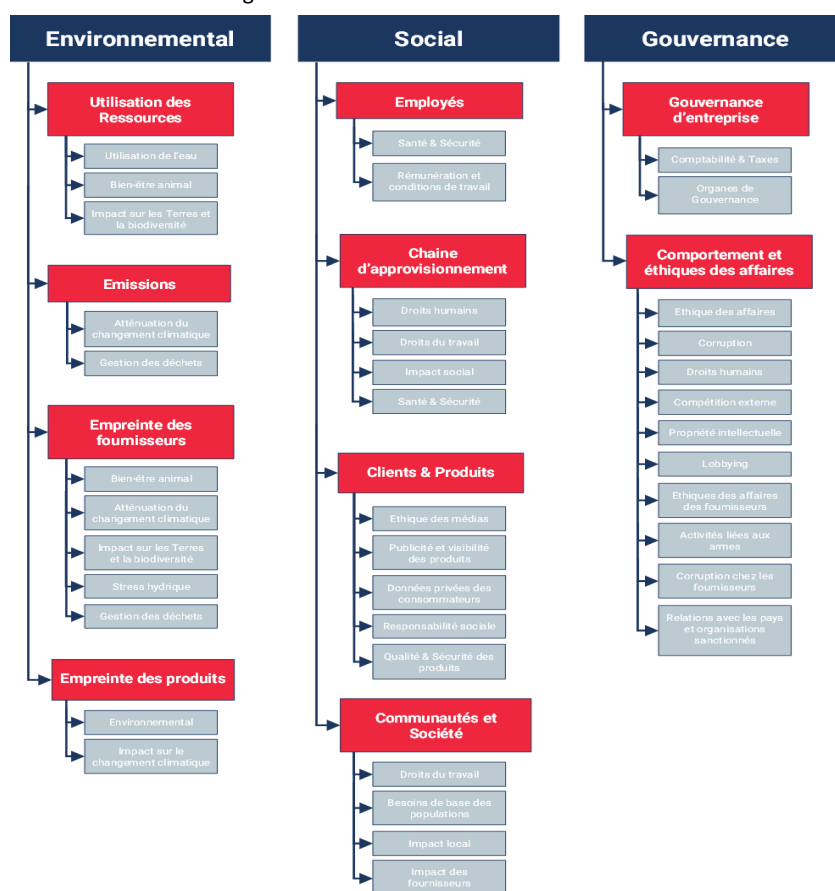 Environnemental
Utilisation des
Ressources
Utilisation de l'eau
Bien-être animal
Impact sur les Terres et
la biodiversité
Emissions
Atténuation du
changement climatique
Gestion des déchets
Empreinte des
fournisseurs
Bien-être animal
Atténuation du
changement climatique
Impact sur les Terres
et la biodiversité
Stress hydrique
Gestion des déchets
Empreinte des produits
Environnemental
Impact sur le
changement climatique
Social
Employés
Santé & Sécurité
Rémunération et
conditions de travail
Chaine
d'approvisionnement
Droits humains
Droits du travail
Impact social
Santé & Sécurité
Clients & Produits
Ethique des médias
Publicité et visibilité
des produits
Données privées des
consommateurs
Responsabilité sociale
Qualité & Sécurité des
produits
Communautés et
Société
Droits du travail
Besoins de base des
populations
Impact local
Impact des
fournisseurs
Gouvernance
Gouvernance
d'entreprise
Comptabilité & Taxes
Organes de
Gouvernance
Comportement et
éthiques des affaires
Ethique des affaires
Corruption
Droits humains
Compétition externe
Propriété intellectuelle
Lobbying
Ethiques des affaires
des fournisseurs
Activités liées aux
armes
Corruption chez les
fournisseurs
Relations avec les pays
et organisations
sanctionnés